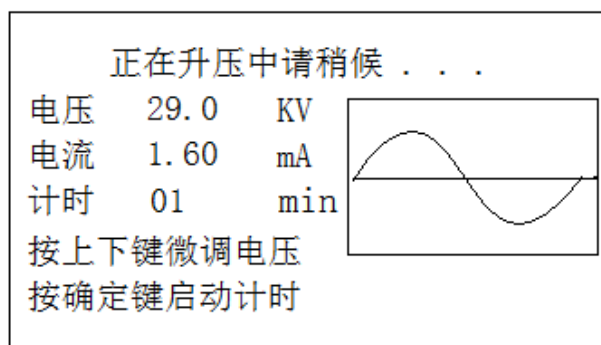 正在升压中请稍候 . . .
电压 29.0 KV
电流 1.60 mA
计时 01 min
按上下键微调电压
按确定键启动计时